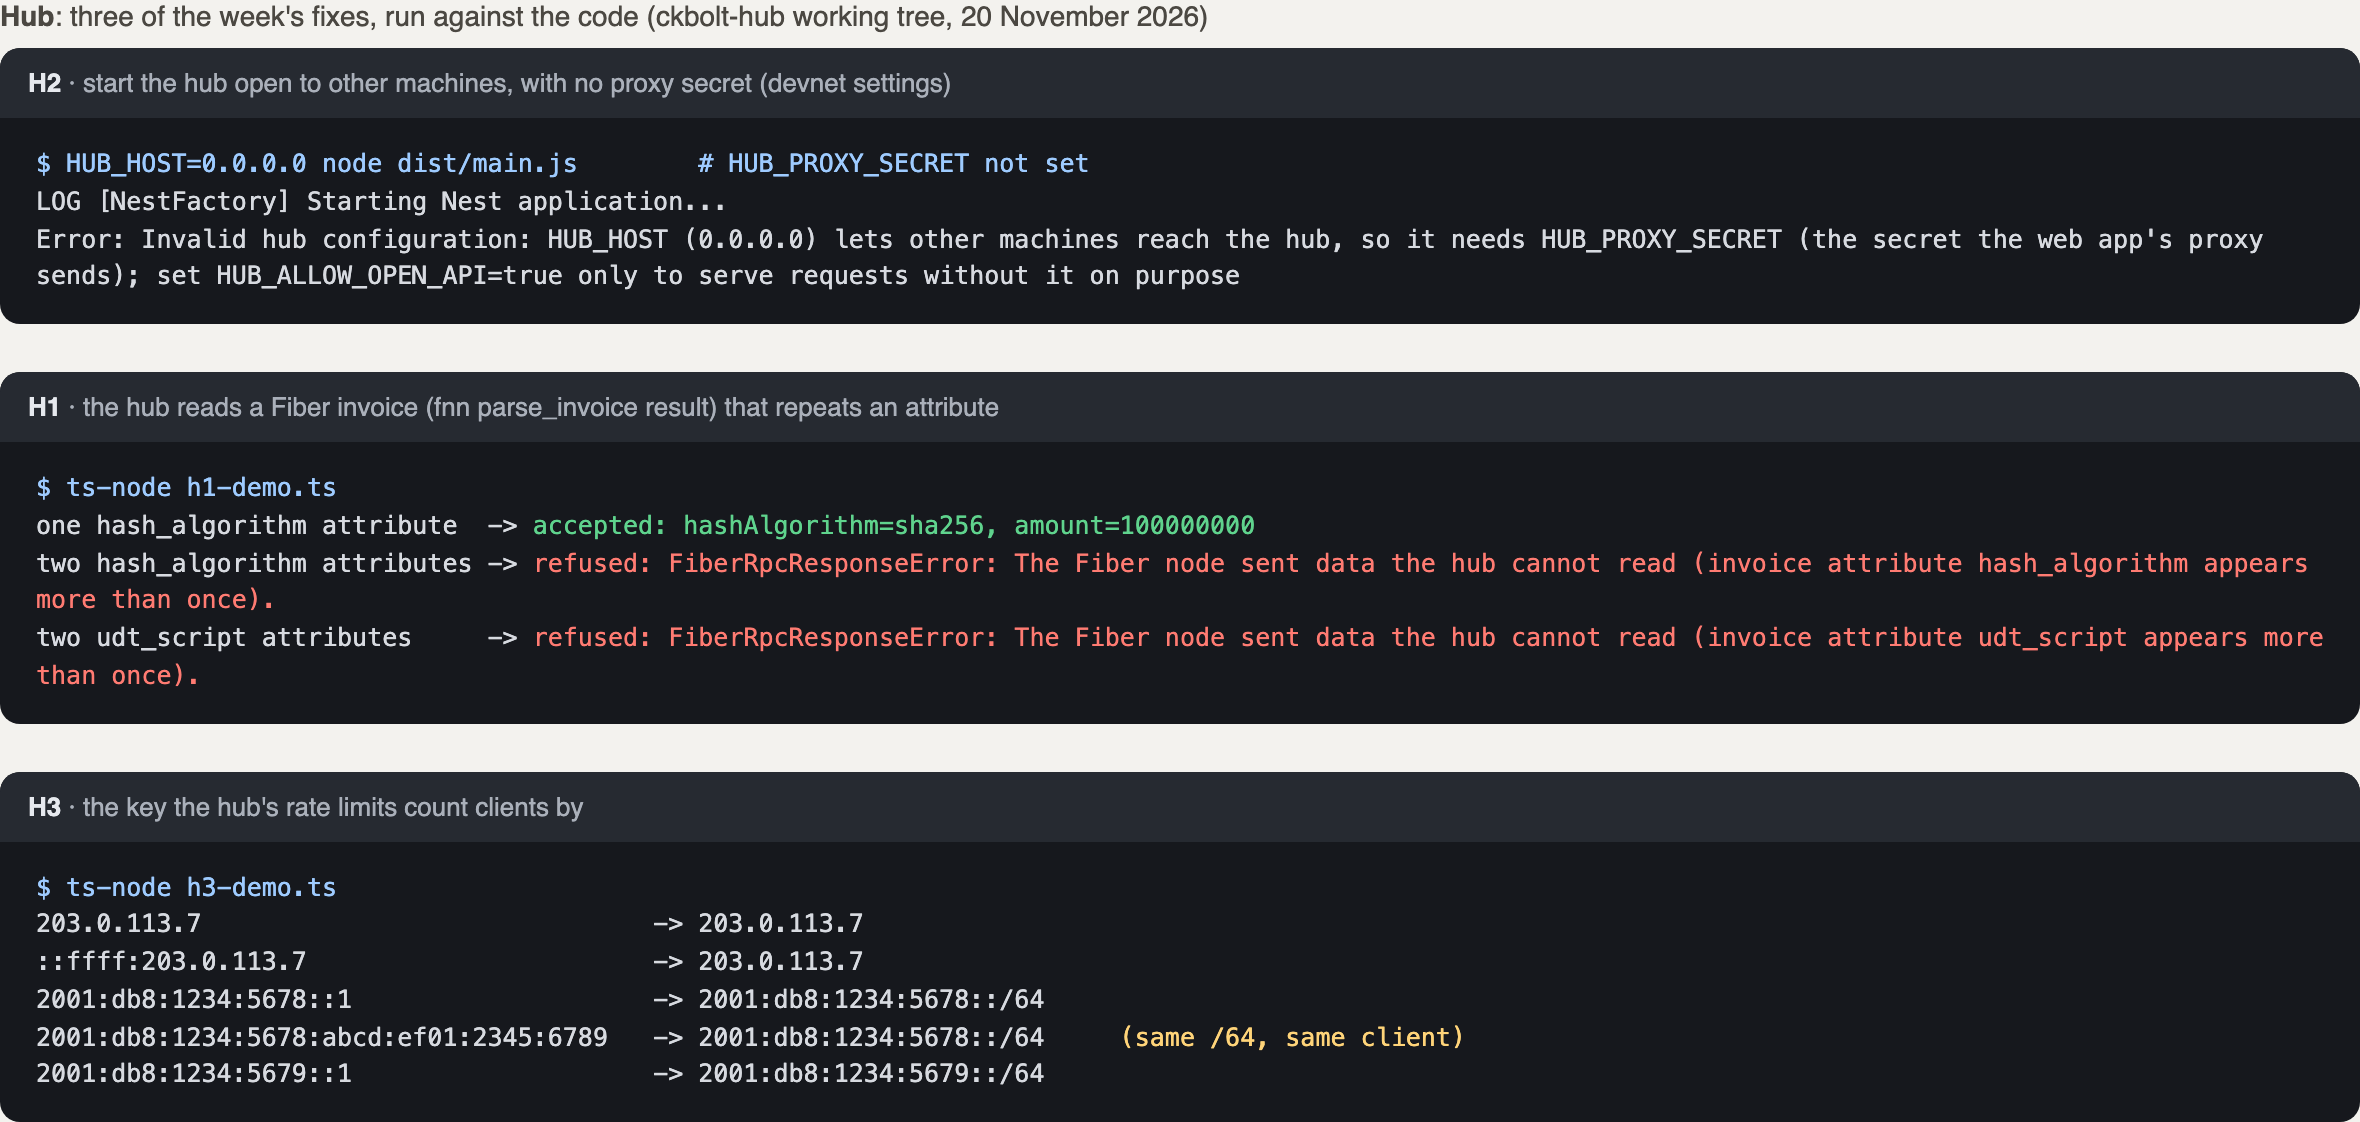 Hub: three of the week's fixes, run against the code (ckbolt-hub working tree, 20 November 2026)
H2 · start the hub open to other machines, with no proxy secret (devnet settings)
$ HUB_HOST=0.0.0.0 node dist/main.js        # HUB_PROXY_SECRET not set
LOG [NestFactory] Starting Nest application...
Error: Invalid hub configuration: HUB_HOST (0.0.0.0) lets other machines reach the hub, so it needs HUB_PROXY_SECRET (the secret the web app's proxy
sends); set HUB_ALLOW_OPEN_API=true only to serve requests without it on purpose
H1 · the hub reads a Fiber invoice (fnn parse_invoice result) that repeats an attribute
$ ts-node h1-demo.ts
one hash_algorithm attribute  -> accepted: hashAlgorithm=sha256, amount=100000000
two hash_algorithm attributes -> refused: FiberRpcResponseError: The Fiber node sent data the hub cannot read (invoice attribute hash_algorithm appears
more than once).
two udt_script attributes     -> refused: FiberRpcResponseError: The Fiber node sent data the hub cannot read (invoice attribute udt_script appears more
than once).
H3 · the key the hub's rate limits count clients by
$ ts-node h3-demo.ts
203.0.113.7                              -> 203.0.113.7
::ffff:203.0.113.7                       -> 203.0.113.7
2001:db8:1234:5678::1                    -> 2001:db8:1234:5678::/64
2001:db8:1234:5678:abcd:ef01:2345:6789   -> 2001:db8:1234:5678::/64     (same /64, same client)
2001:db8:1234:5679::1                    -> 2001:db8:1234:5679::/64